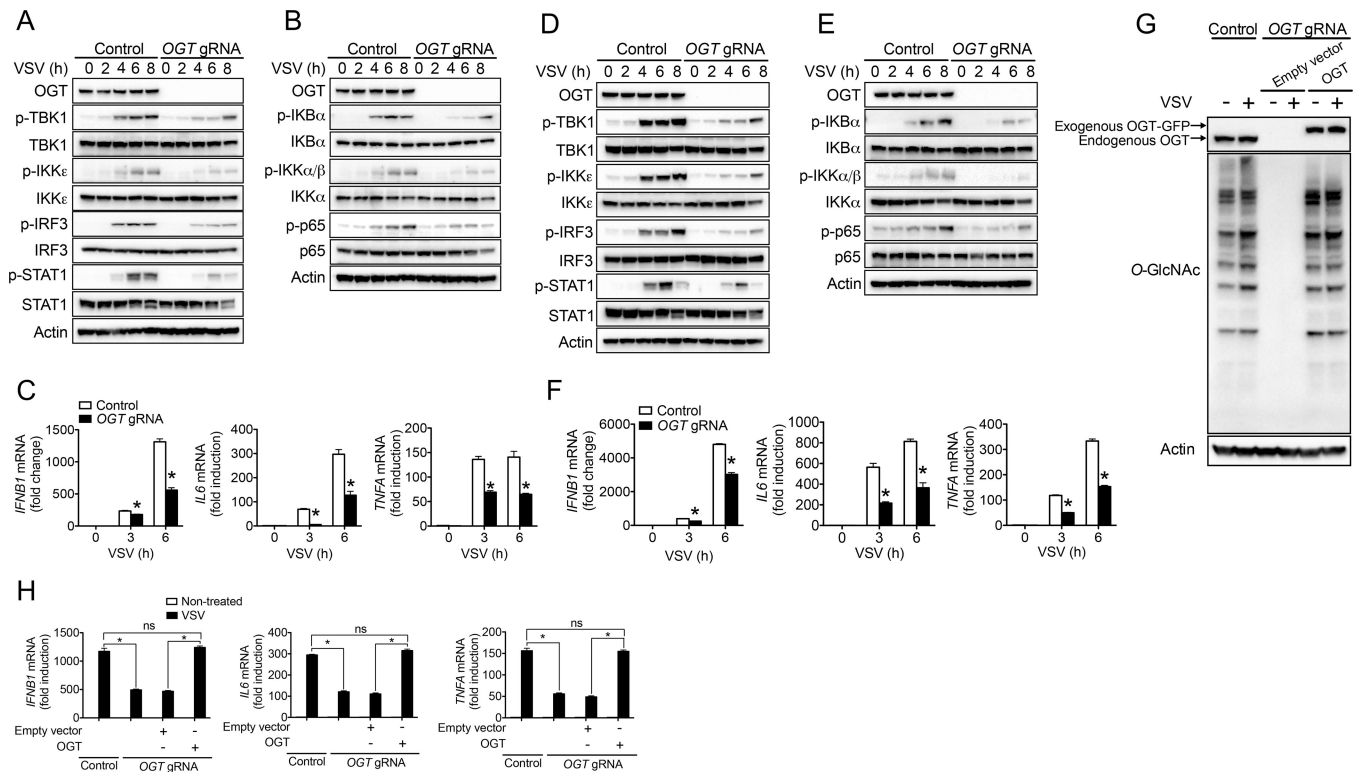 A
Control OGT gRNA
VSV (h) 0 2 4 6 8 0 2 4 6 8
OGT
p-TBK1
TBK1
p-IKKε
IKKε
p-IRF3
IRF3
p-STAT1
STAT1
Actin
B
Control OGT gRNA
VSV (h) 0 2 4 6 8 0 2 4 6 8
OGT
p-IKBα
IKBα
p-IKKα/β
IKKα
p-p65
p65
Actin
D
Control OGT gRNA
VSV (h) 0 2 4 6 8 0 2 4 6 8
OGT
p-TBK1
TBK1
p-IKKε
IKKε
p-IRF3
IRF3
p-STAT1
STAT1
Actin
E
Control OGT gRNA
VSV (h) 0 2 4 6 8 0 2 4 6 8
OGT
p-IKBα
IKBα
p-IKKα/β
IKKα
p-p65
p65
Actin
G
Control OGT gRNA
Empty vector
OGT
VSV - + - + - +
Exogenous OGT-GFP
Endogenous OGT
O-GlcNAc
Actin
C
Control
OGT gRNA
IFNB1 mRNA
(fold change)
1500
1000
500
0
* *
0 3 6
VSV (h)
IL6 mRNA
(fold induction)
400
300
200
100
0
* *
0 3 6
VSV (h)
TNFA mRNA
(fold induction)
200
150
100
50
0
* *
0 3 6
VSV (h)
F
Control
OGT gRNA
IFNB1 mRNA
(fold change)
6000
4000
2000
0
* *
0 3 6
VSV (h)
IL6 mRNA
(fold induction)
1000
800
600
400
200
0
* *
0 3 6
VSV (h)
TNFA mRNA
(fold induction)
400
300
200
100
0
* *
0 3 6
VSV (h)
H
Non-treated
VSV
IFNB1 mRNA
(fold induction)
1500
1000
500
0
ns
* *
Empty vector + -
OGT - +
Control OGT gRNA
IL6 mRNA
(fold induction)
400
300
200
100
0
ns
* *
Empty vector + -
OGT - +
Control OGT gRNA
TNFA mRNA
(fold induction)
200
150
100
50
0
ns
* *
Empty vector + -
OGT - +
Control OGT gRNA